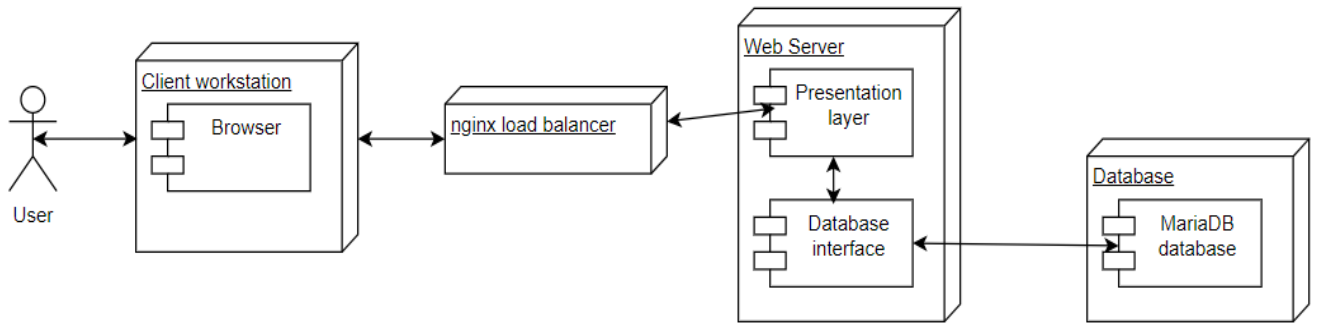 User
Client workstation
Browser
nginx load balancer
Web Server
Presentation
layer
Database
interface
Database
MariaDB
database